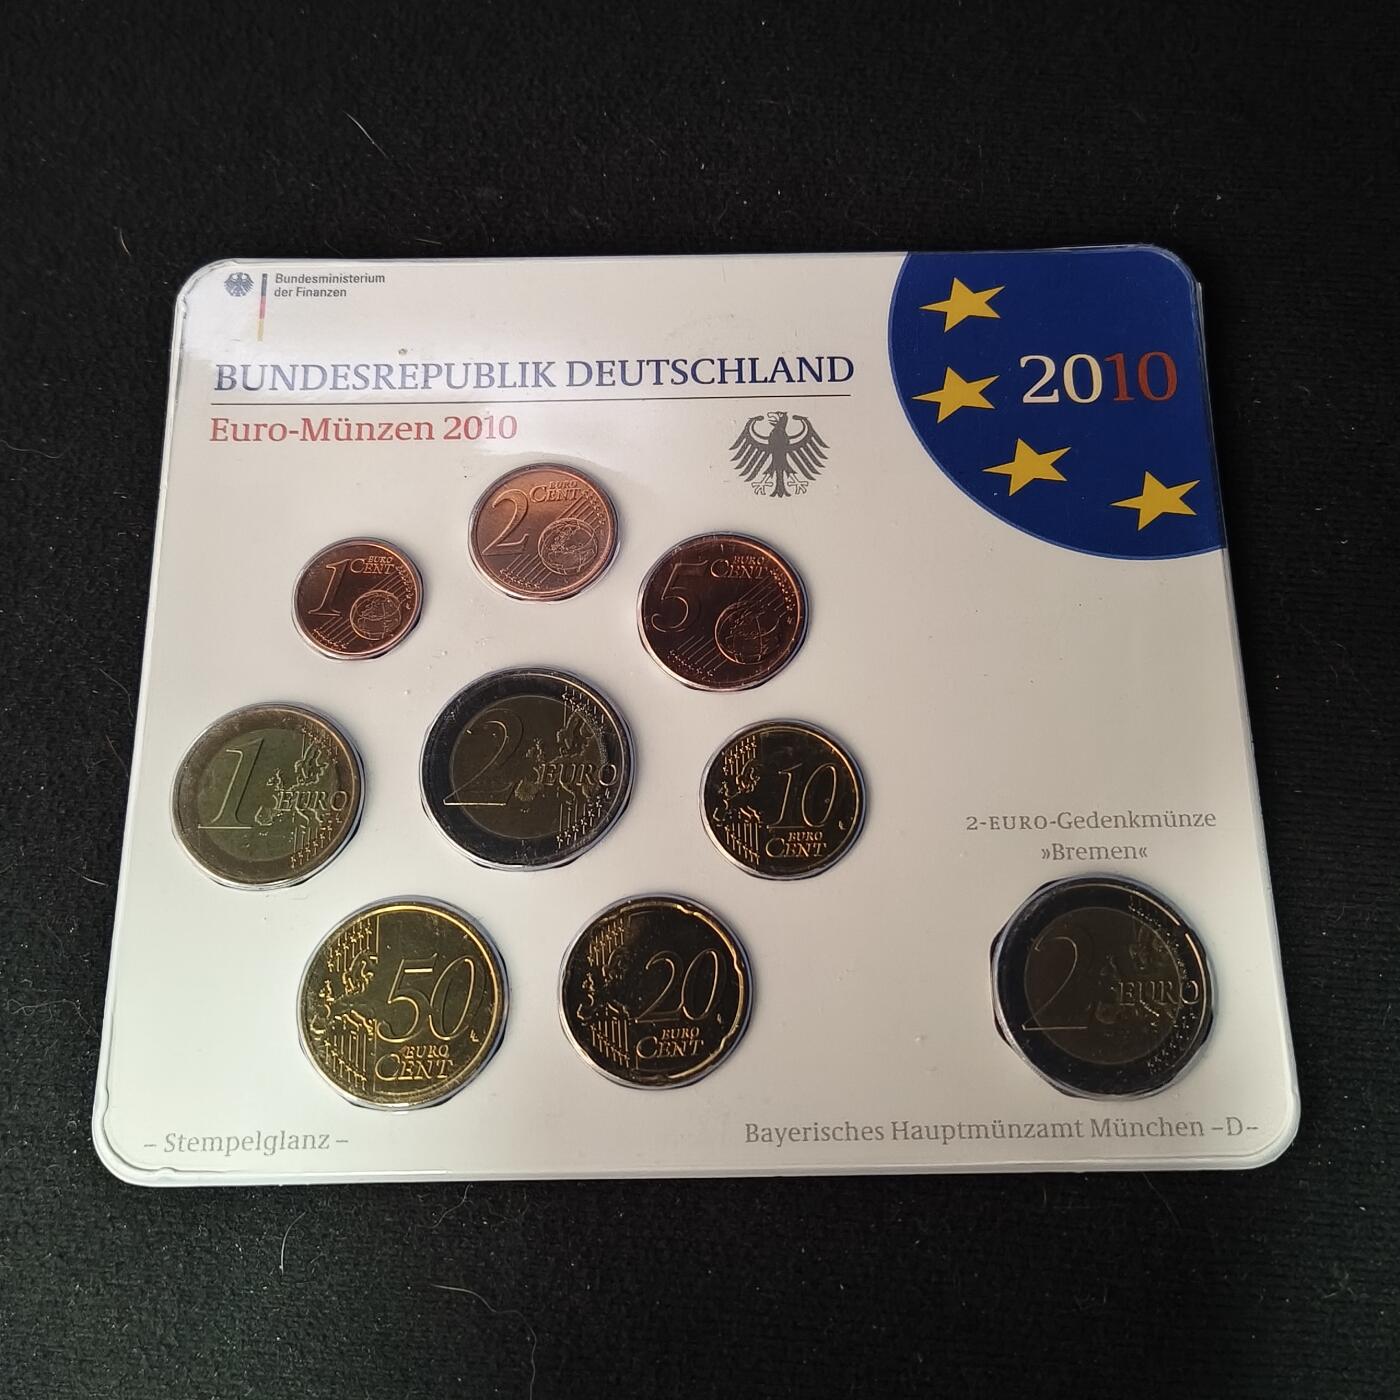 Bundesministerium
der Finanzen
BUNDESREPUBLIK DEUTSCHLAND
Euro-Münzen 2010
2010
2 EURO CENT
1 EURO CENT
5 EURO CENT
1 EURO
2 EURO
10 EURO CENT
50 EURO CENT
20 EURO CENT
2-EURO-Gedenkmünze
»Bremen«
2 EURO
– Stempelglanz –
Bayerisches Hauptmünzamt München –D–